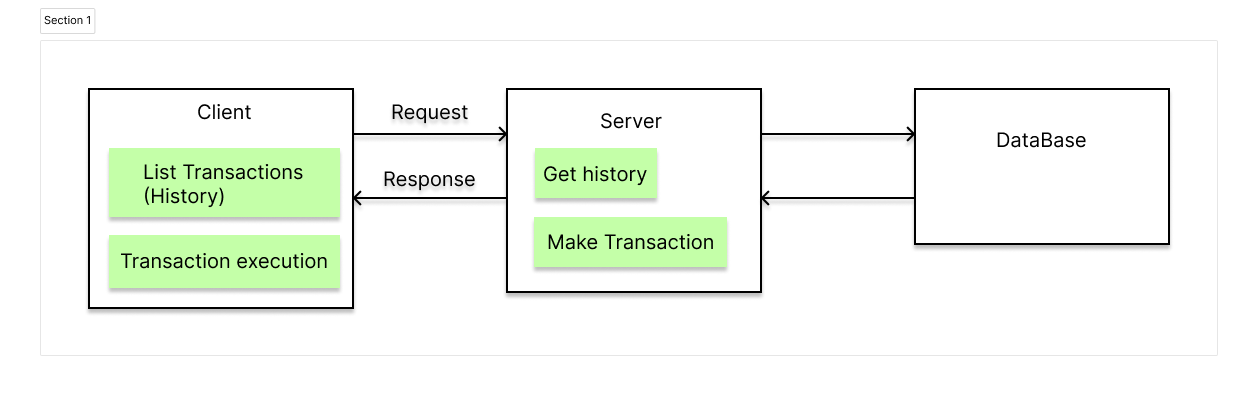 Section 1
Client
List Transactions
(History)
Transaction execution
Request
Response
Server
Get history
Make Transaction
DataBase